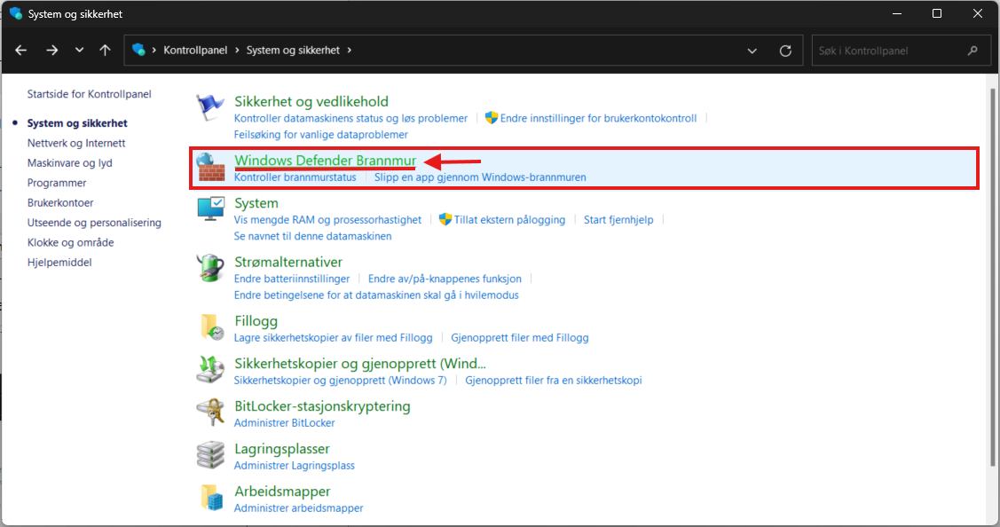 System og sikkerhet
Kontrollpanel System og sikkerhet
Søk i Kontrollpanel
Startside for Kontrollpanel
System og sikkerhet
Nettverk og Internett
Maskinvare og lyd
Programmer
Brukerkontoer
Utseende og personalisering
Klokke og område
Hjelpemiddel
Sikkerhet og vedlikehold
Kontroller datamaskinens status og løs problemer Endre innstillinger for brukerkontokontroll
Feilsøking for vanlige dataproblemer
Windows Defender Brannmur
Kontroller brannmurstatus Slipp en app gjennom Windows-brannmuren
System
Vis mengde RAM og prosessorhastighet Tillat ekstern pålogging Start fjernhjelp
Se navnet til denne datamaskinen
Strømalternativer
Endre batteriinnstillinger Endre av/på-knappenes funksjon
Endre betingelsene for at datamaskinen skal gå i hvilemodus
Fillogg
Lagre sikkerhetskopier av filer med Fillogg Gjenopprett filer med Fillogg
Sikkerhetskopier og gjenopprett (Wind...
Sikkerhetskopier og gjenopprett (Windows 7) Gjenopprett filer fra en sikkerhetskopi
BitLocker-stasjonskryptering
Administrer BitLocker
Lagringsplasser
Administrer Lagringsplass
Arbeidsmapper
Administrer arbeidsmapper